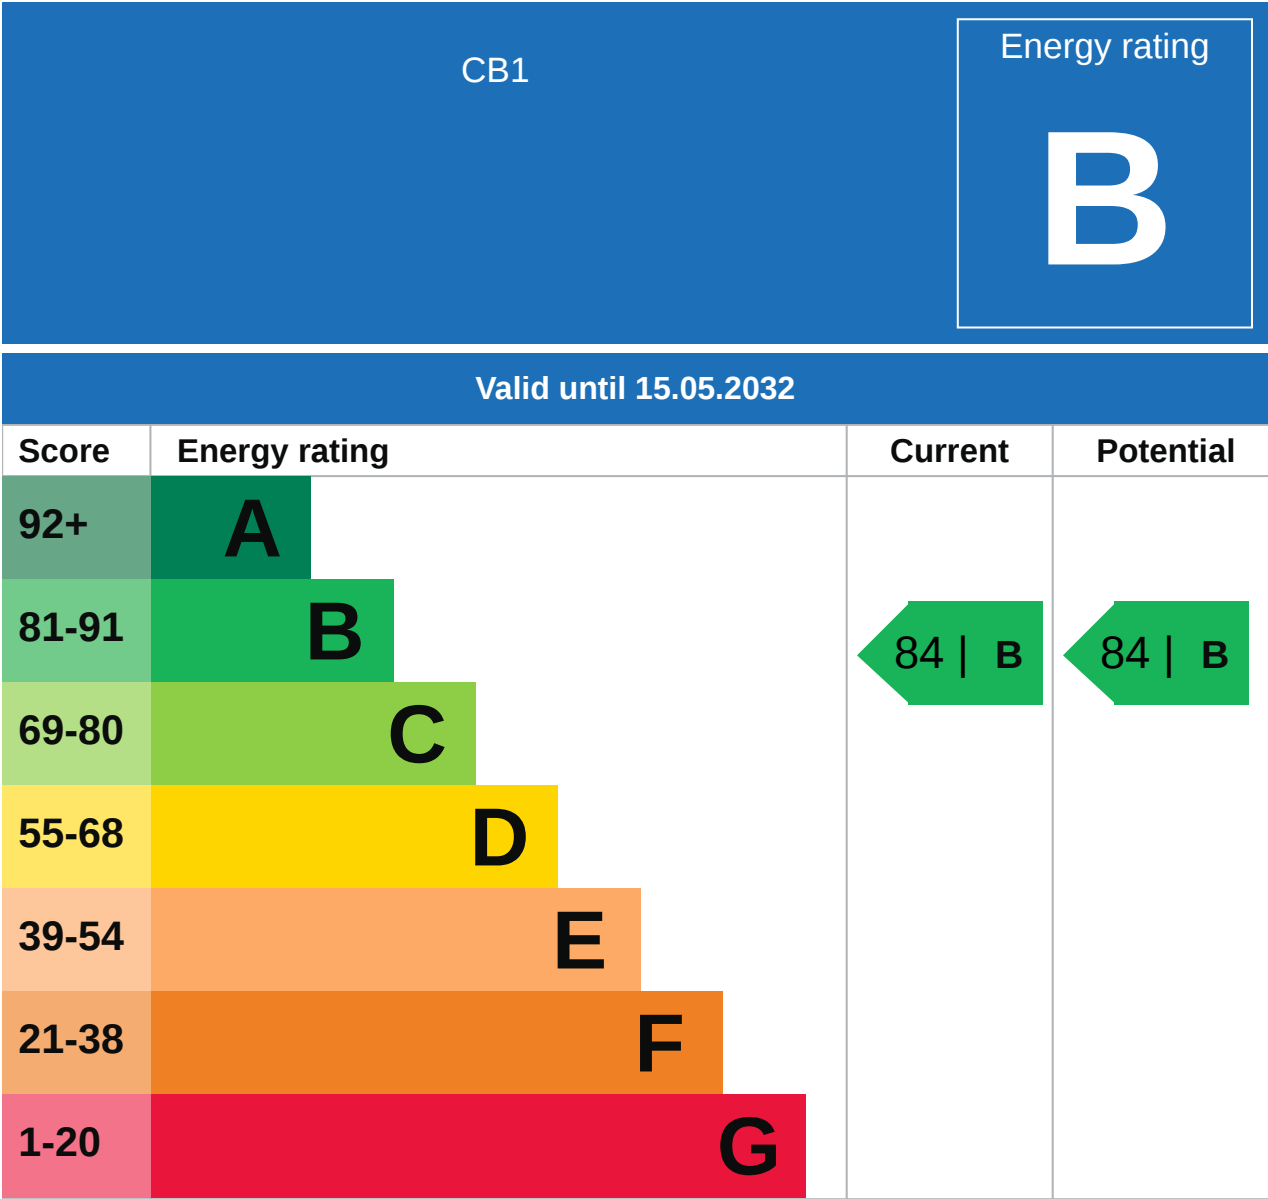 CB1
Energy rating
B
Valid until 15.05.2032
Score Energy rating Current Potential
92+ A
81-91 B 84 | B 84 | B
69-80 C
55-68 D
39-54 E
21-38 F
1-20 G